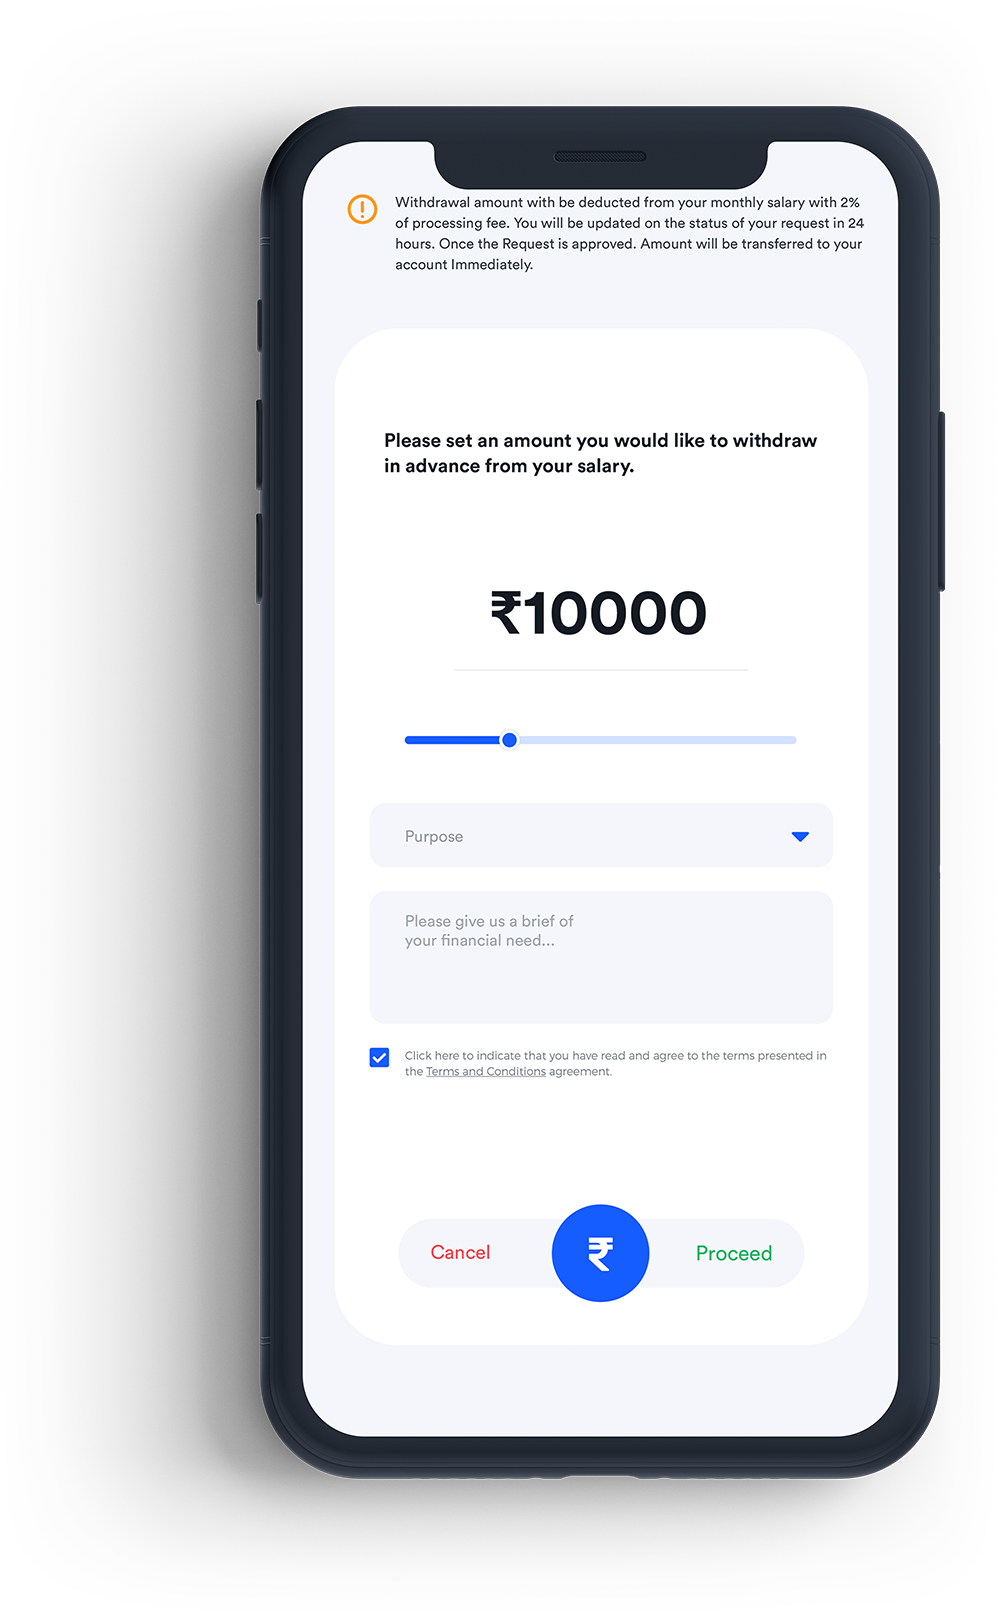 Withdrawal amount with be deducted from your monthly salary with 2%
of processing fee. You will be updated on the status of your request in 24
hours. Once the Request is approved. Amount will be transferred to your
account Immediately.
Please set an amount you would like to withdraw
in advance from your salary.
₹10000
Purpose
Please give us a brief of
your financial need...
Click here to indicate that you have read and agree to the terms presented in
the Terms and Conditions agreement.
Cancel
₹
Proceed